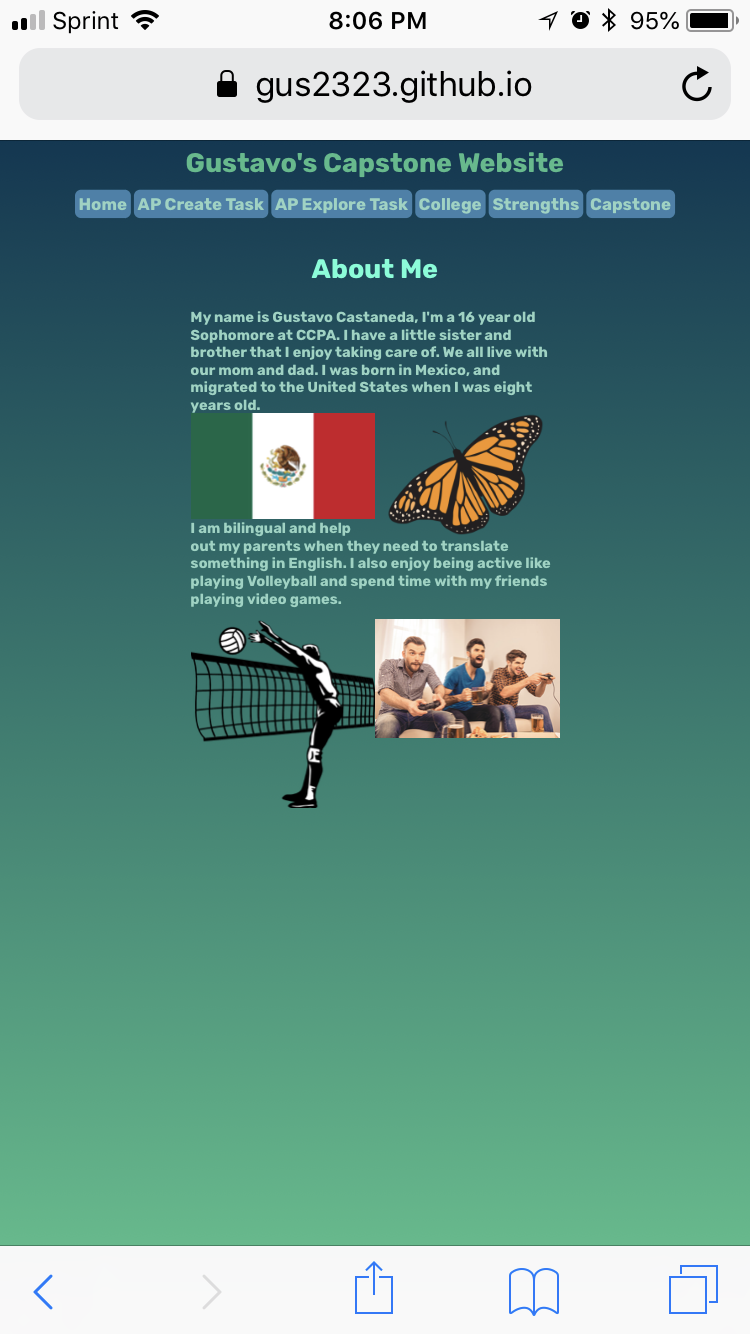 Sprint 8:06 PM 95%
gus2323.github.io
Gustavo's Capstone Website
Home AP Create Task AP Explore Task College Strengths Capstone
About Me
My name is Gustavo Castaneda, I'm a 16 year old
Sophomore at CCPA. I have a little sister and
brother that I enjoy taking care of. We all live with
our mom and dad. I was born in Mexico, and
migrated to the United States when I was eight
years old.
I am bilingual and help
out my parents when they need to translate
something in English. I also enjoy being active like
playing Volleyball and spend time with my friends
playing video games.